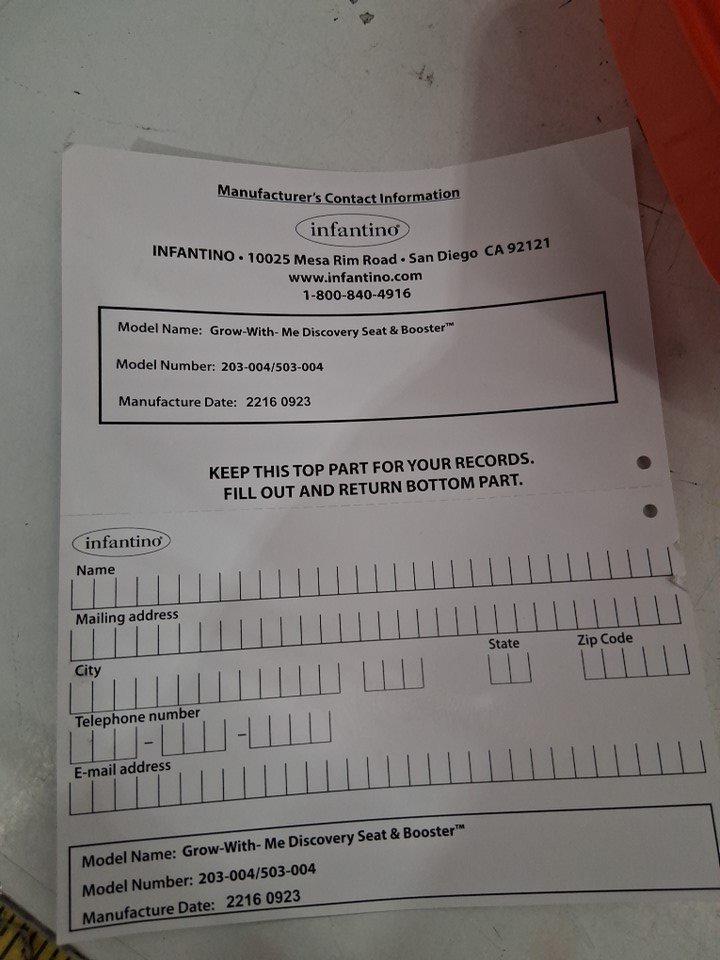 Manufacturer's Contact Information
infantino®
INFANTINO • 10025 Mesa Rim Road • San Diego CA 92121
www.infantino.com
1-800-840-4916
Model Name: Grow-With- Me Discovery Seat & Booster™
Model Number: 203-004/503-004
Manufacture Date: 2216 0923
KEEP THIS TOP PART FOR YOUR RECORDS.
FILL OUT AND RETURN BOTTOM PART.
infantino®
Name
Mailing address
City State Zip Code
Telephone number
– –
E-mail address
Model Name: Grow-With- Me Discovery Seat & Booster™
Model Number: 203-004/503-004
Manufacture Date: 2216 0923